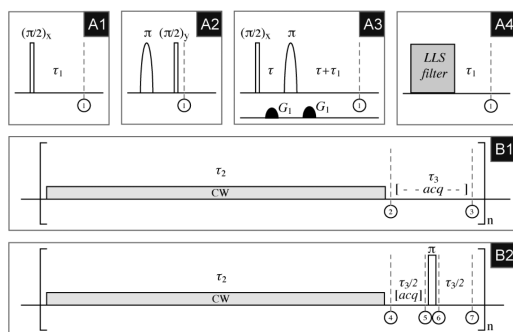 A1
(π/2)x
τ1
1
A2
π (π/2)y
1
A3
(π/2)x π
τ τ+τ1
G1 G1
1
A4
LLS
filter
τ1
1
B1
τ2
τ3
[ - - acq - - ]
CW
n
2 3
B2
π
τ2
τ3/2 τ3/2
[acq]
CW
n
4 5 6 7